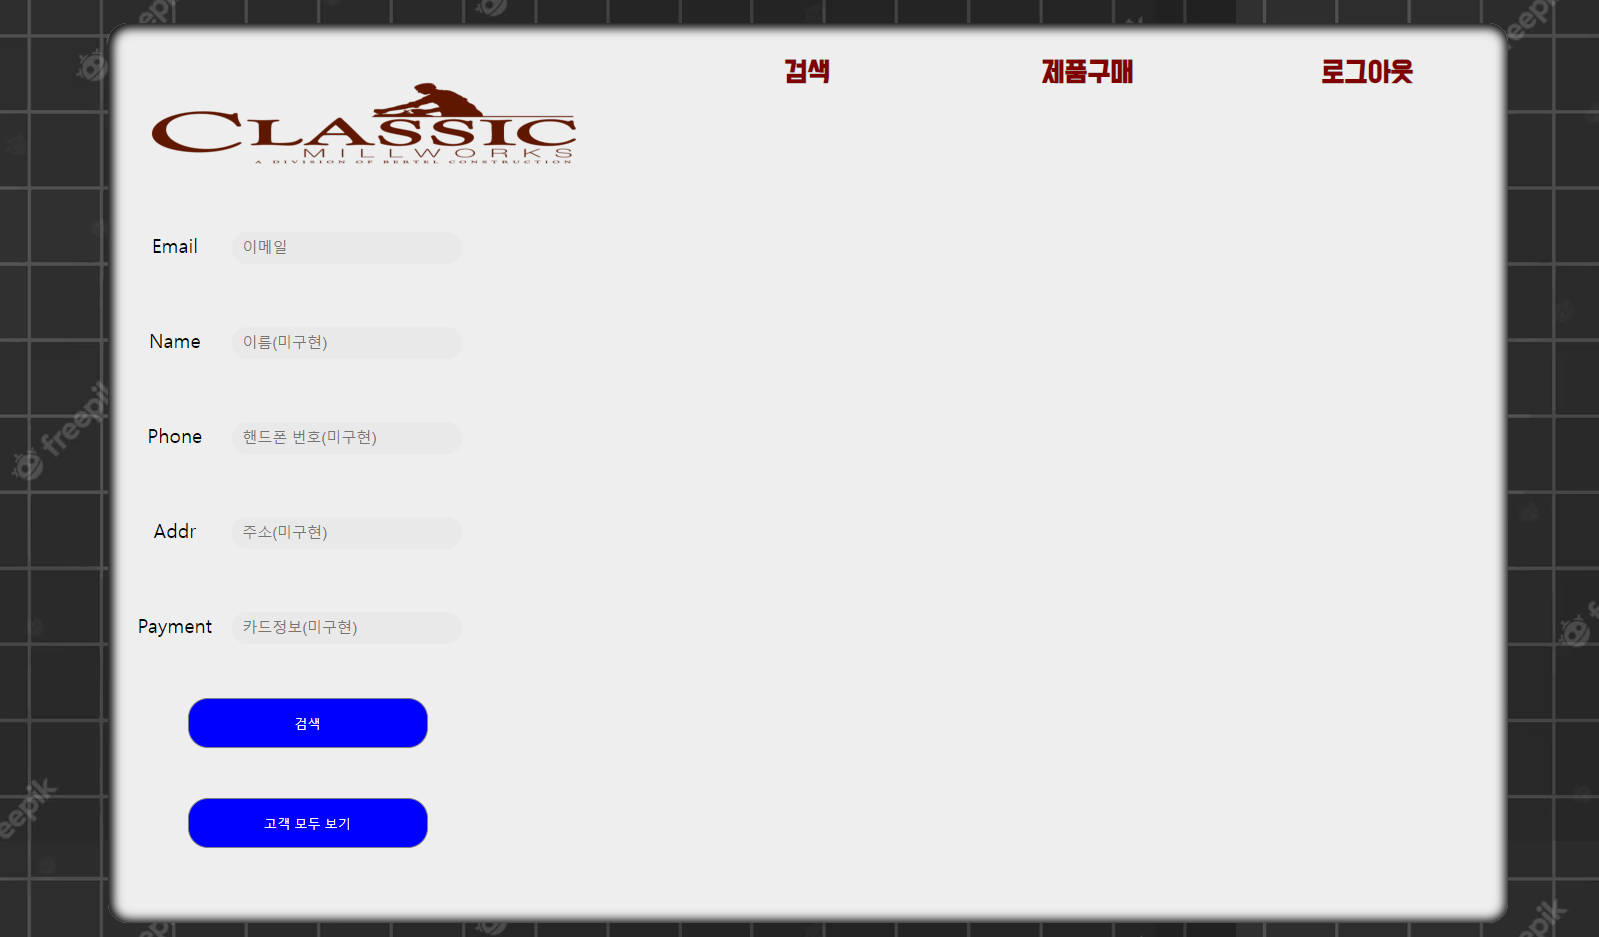 검색 제품구매 로그아웃
CLASSIC
MILLWORKS
A DIVISION OF BERTEL CONSTRUCTION
Email 이메일
Name 이름(미구현)
Phone 핸드폰 번호(미구현)
Addr 주소(미구현)
Payment 카드정보(미구현)
검색
고객 모두 보기
freepik
freepik